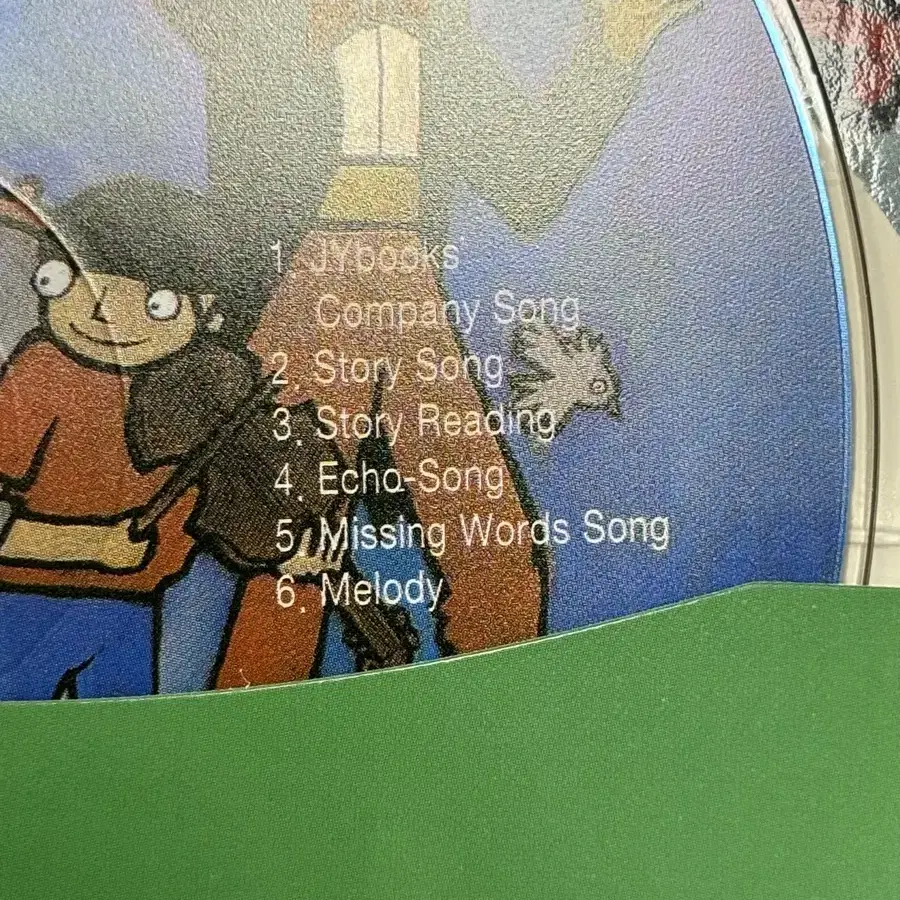 1. JYbooks'
Company Song
2. Story Song
3. Story Reading
4. Echo-Song
5. Missing Words Song
6. Melody